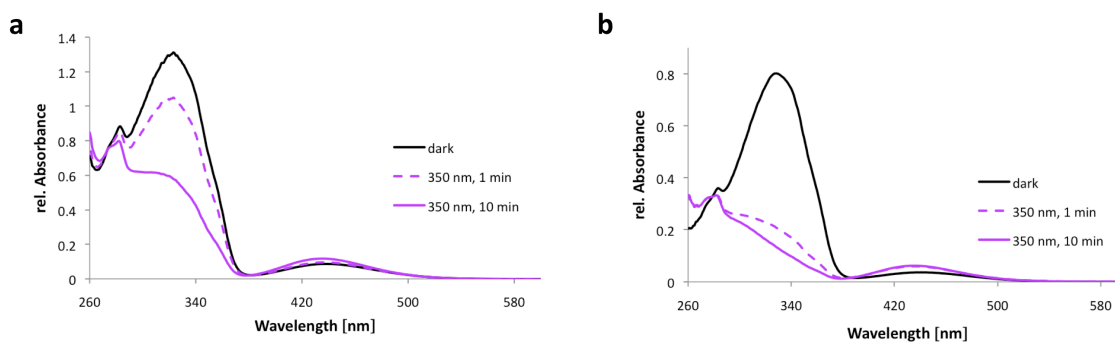 a
1.4
1.2
1
0.8
0.6
0.4
0.2
0
rel. Absorbance
260
340
420
500
580
Wavelength [nm]
dark
350 nm, 1 min
350 nm, 10 min
b
0.8
0.6
0.4
0.2
0
rel. Absorbance
260
340
420
500
580
Wavelength [nm]
dark
350 nm, 1 min
350 nm, 10 min